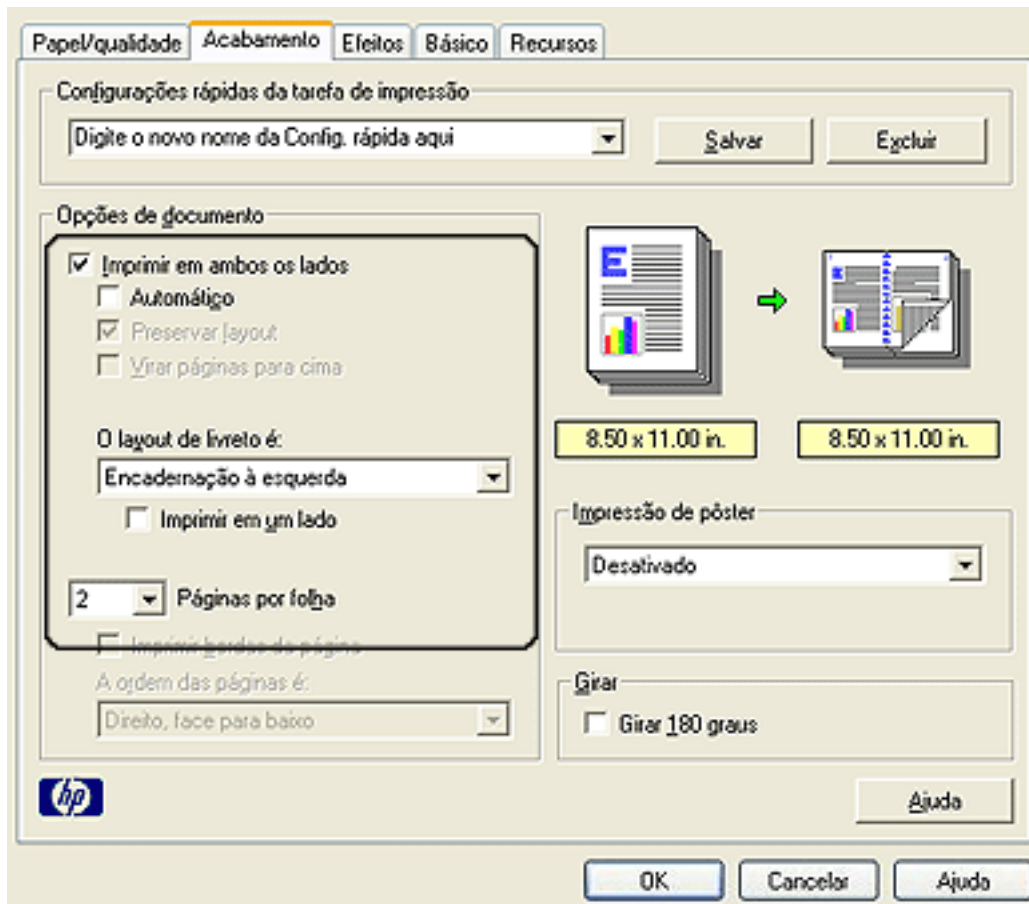 Papel/qualidade Acabamento Efeitos Básico Recursos
Configurações rápidas da tarefa de impressão
Digite o novo nome da Config. rápida aqui Salvar Excluir
Opções de documento
Imprimir em ambos os lados
Automático
Preservar layout
Virar páginas para cima
O layout de livreto é:
Encadernação à esquerda
Imprimir em um lado
2 Páginas por folha
Imprimir bordas da página
A ordem das páginas é:
Direito, face para baixo
E
8.50 x 11.00 in. 8.50 x 11.00 in.
Impressão de pôster
Desativado
Girar
Girar 180 graus
hp
Ajuda
OK Cancelar Ajuda